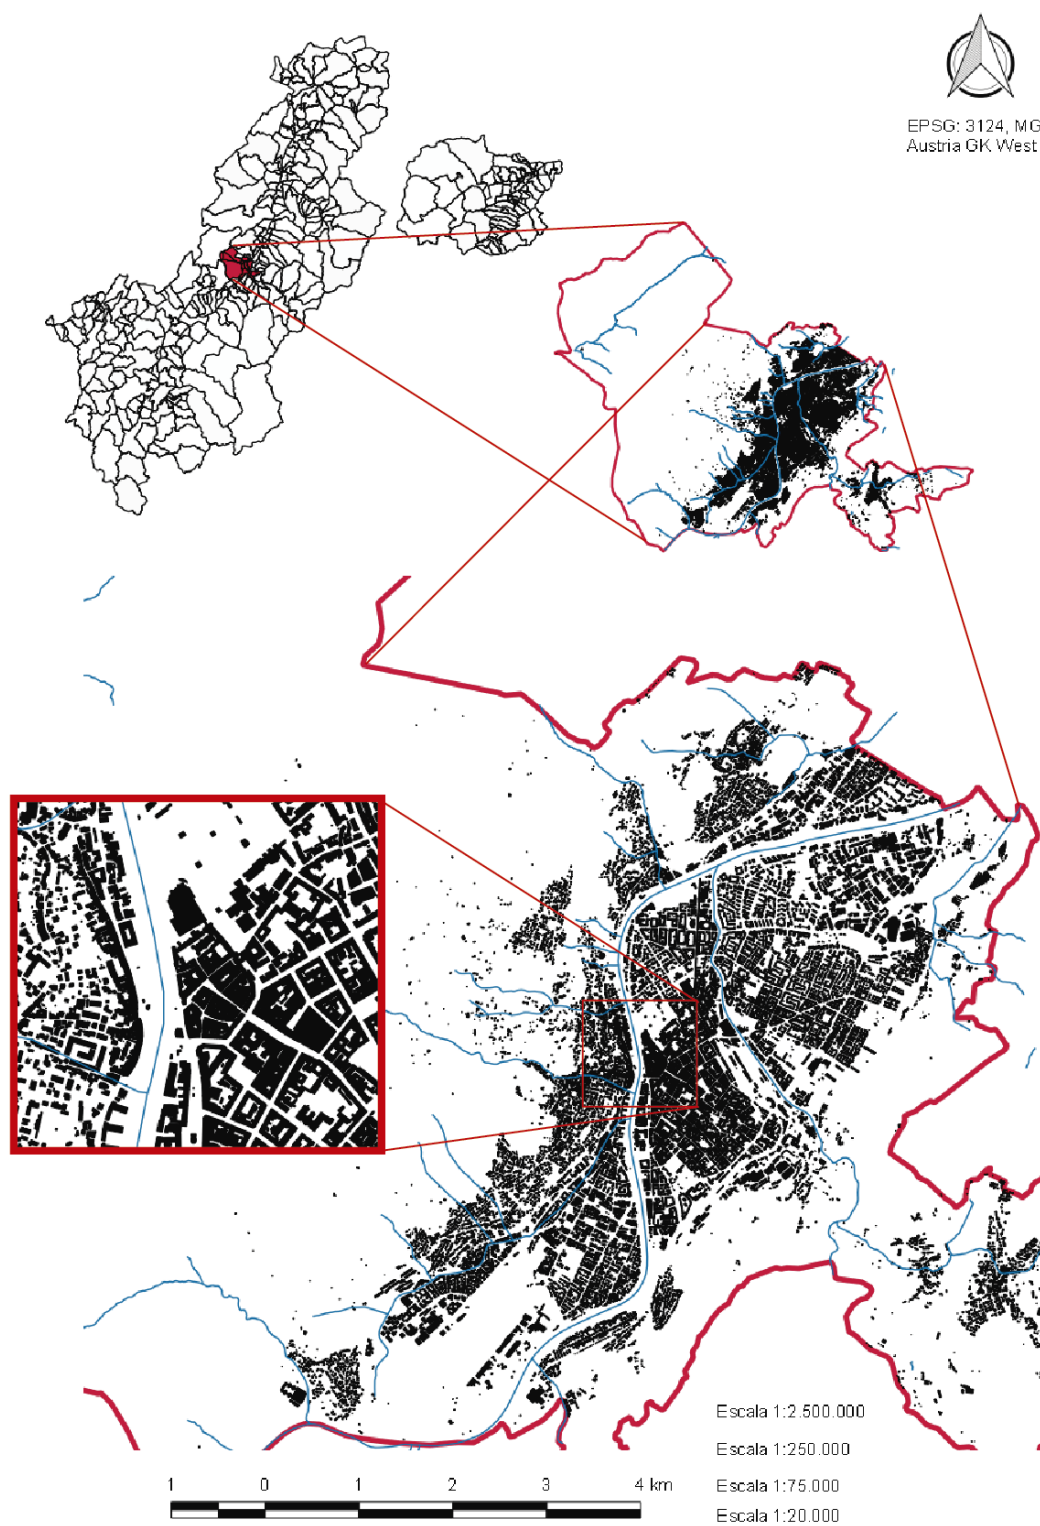 EPSG: 3124, MG
Austria GK West
Escala 1:2.500.000
Escala 1:250.000
Escala 1:75.000
Escala 1:20.000
1 0 1 2 3 4 km